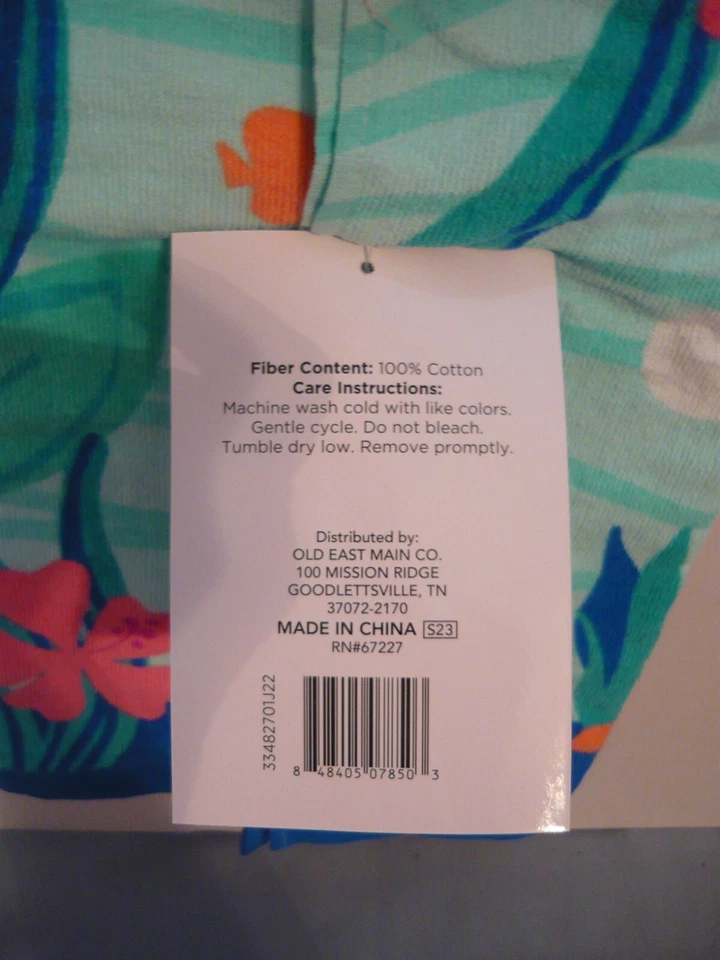 Fiber Content: 100% Cotton
Care Instructions:
Machine wash cold with like colors.
Gentle cycle. Do not bleach.
Tumble dry low. Remove promptly.
Distributed by:
OLD EAST MAIN CO.
100 MISSION RIDGE
GOODLETTSVILLE, TN
37072-2170
MADE IN CHINA S23
RN#67227
33482701J22
8 48405 07850 3